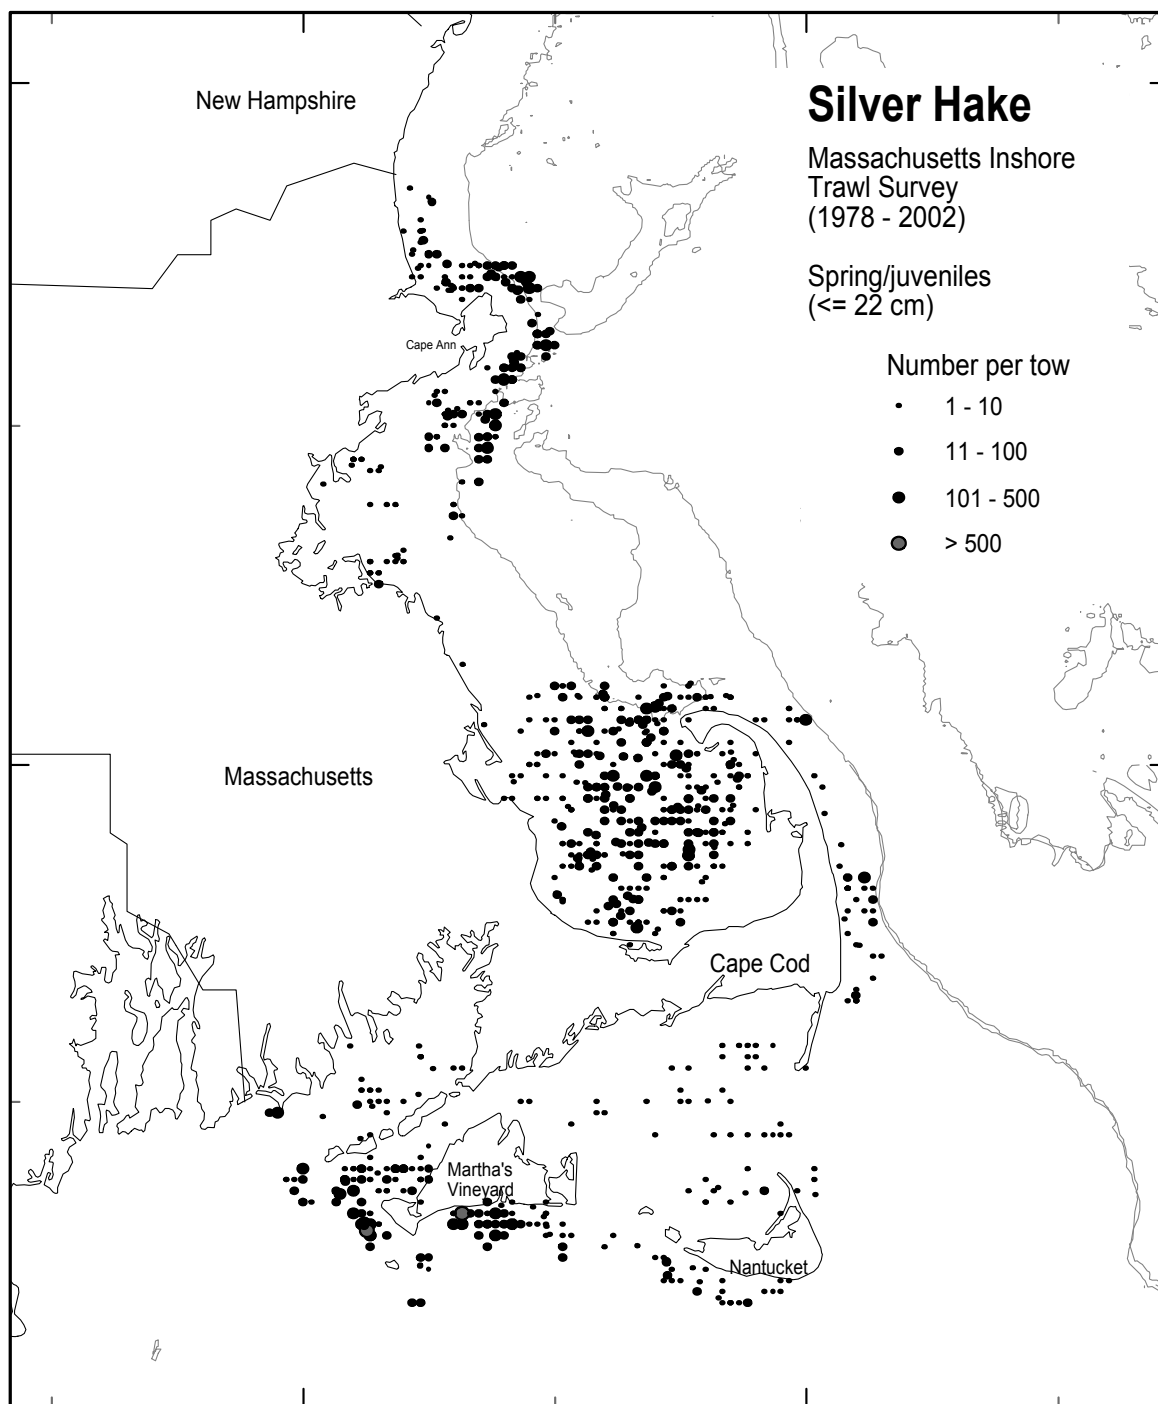 New Hampshire
Silver Hake
Massachusetts Inshore
Trawl Survey
(1978 - 2002)
Spring/juveniles
(<= 22 cm)
Cape Ann
Number per tow
1 - 10
11 - 100
101 - 500
> 500
Massachusetts
Cape Cod
Martha's
Vineyard
Nantucket